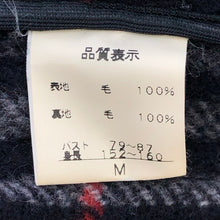 品質表示
表地 毛 100%
裏地 毛 100%
バスト 79〜87
身長 152〜160
M